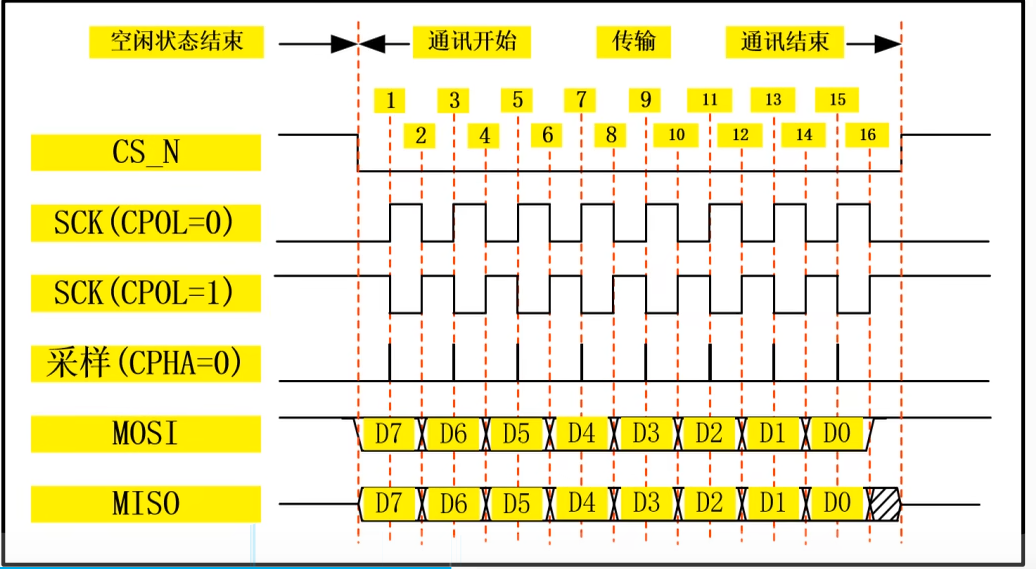 空闲状态结束 通讯开始 传输 通讯结束
1 3 5 7 9 11 13 15
2 4 6 8 10 12 14 16
CS_N
SCK(CPOL=0)
SCK(CPOL=1)
采样(CPHA=0)
MOSI D7 D6 D5 D4 D3 D2 D1 D0
MISO D7 D6 D5 D4 D3 D2 D1 D0